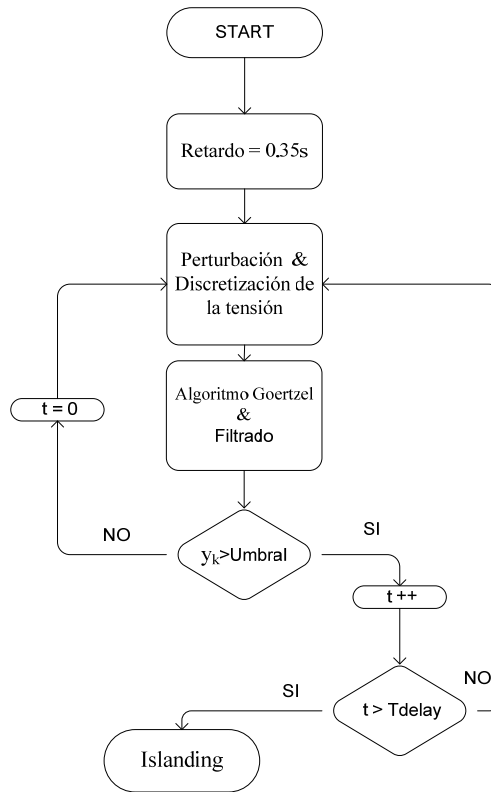 START
Retardo = 0.35s
Perturbación &
Discretización de
la tensión
Algoritmo Goertzel
&
Filtrado
t = 0
NO
yₖ>Umbral
SI
t ++
SI
t > Tdelay
NO
Islanding